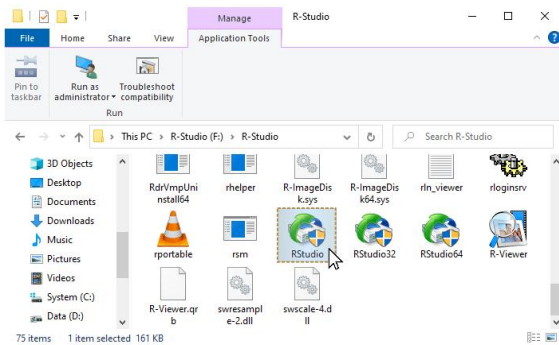 Manage
R-Studio
File
Home
Share
View
Application Tools
Pin to
taskbar
Run as
administrator
Troubleshoot
compatibility
Run
This PC > R-Studio (F:) > R-Studio
Search R-Studio
3D Objects
Desktop
Documents
Downloads
Music
Pictures
Videos
System (C:)
Data (D:)
RdrVmpUni
nstall64
rhelper
R-ImageDis
k.sys
R-ImageDis
k64.sys
rln_viewer
rloginsrv
rportable
rsm
RStudio
RStudio32
RStudio64
R-Viewer
R-Viewer.qr
b
swresampl
e-2.dll
swscale-4.d
ll
75 items
1 item selected 161 KB